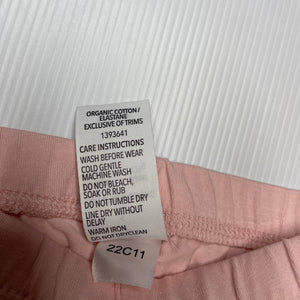 ORGANIC COTTON/
ELASTANE
EXCLUSIVE OF TRIMS
1393641
CARE INSTRUCTIONS
WASH BEFORE WEAR
COLD GENTLE
MACHINE WASH
DO NOT BLEACH,
SOAK OR RUB
DO NOT TUMBLE DRY
LINE DRY WITHOUT
DELAY
WARM IRON
DO NOT DRYCLEAN
22C11